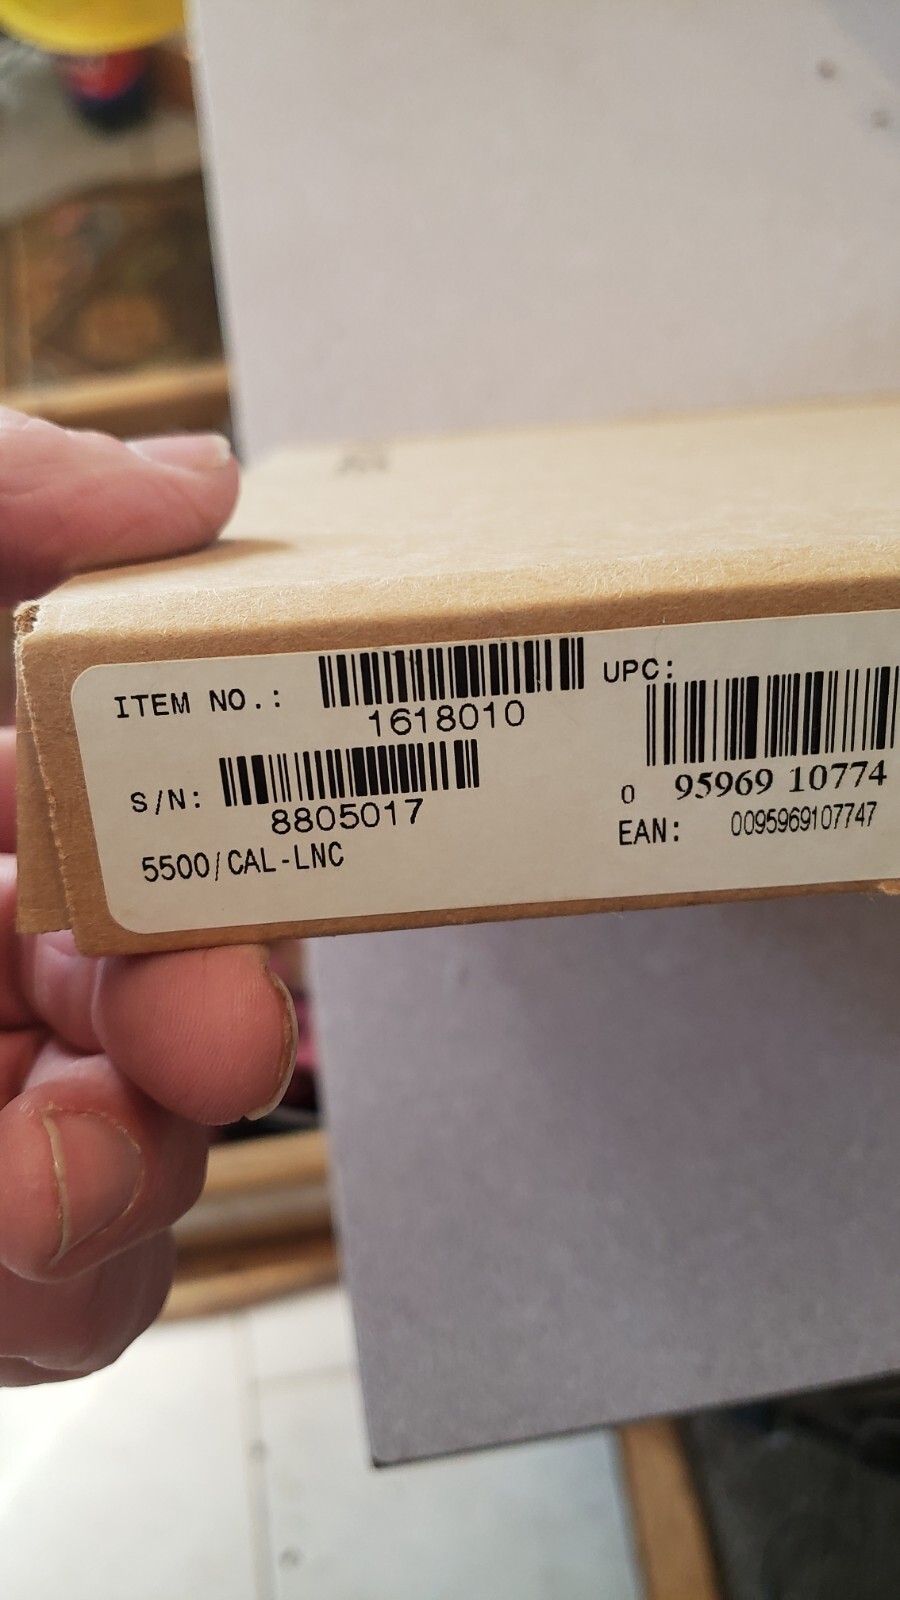 ITEM NO.:
1618010
UPC:
S/N:
8805017
0 95969 10774
EAN: 0095969107747
5500/CAL-LNC